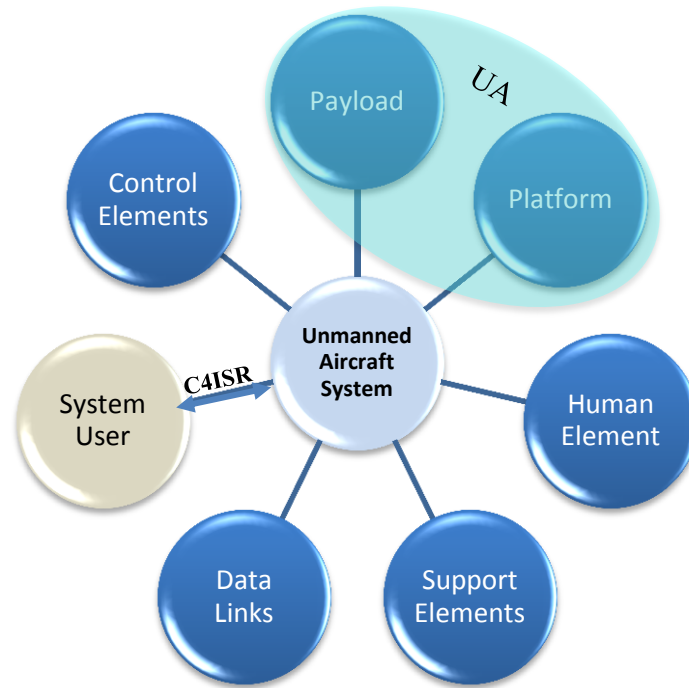 Payload
UA
Platform
Control
Elements
Unmanned
Aircraft
System
C4ISR
System
User
Human
Element
Data
Links
Support
Elements